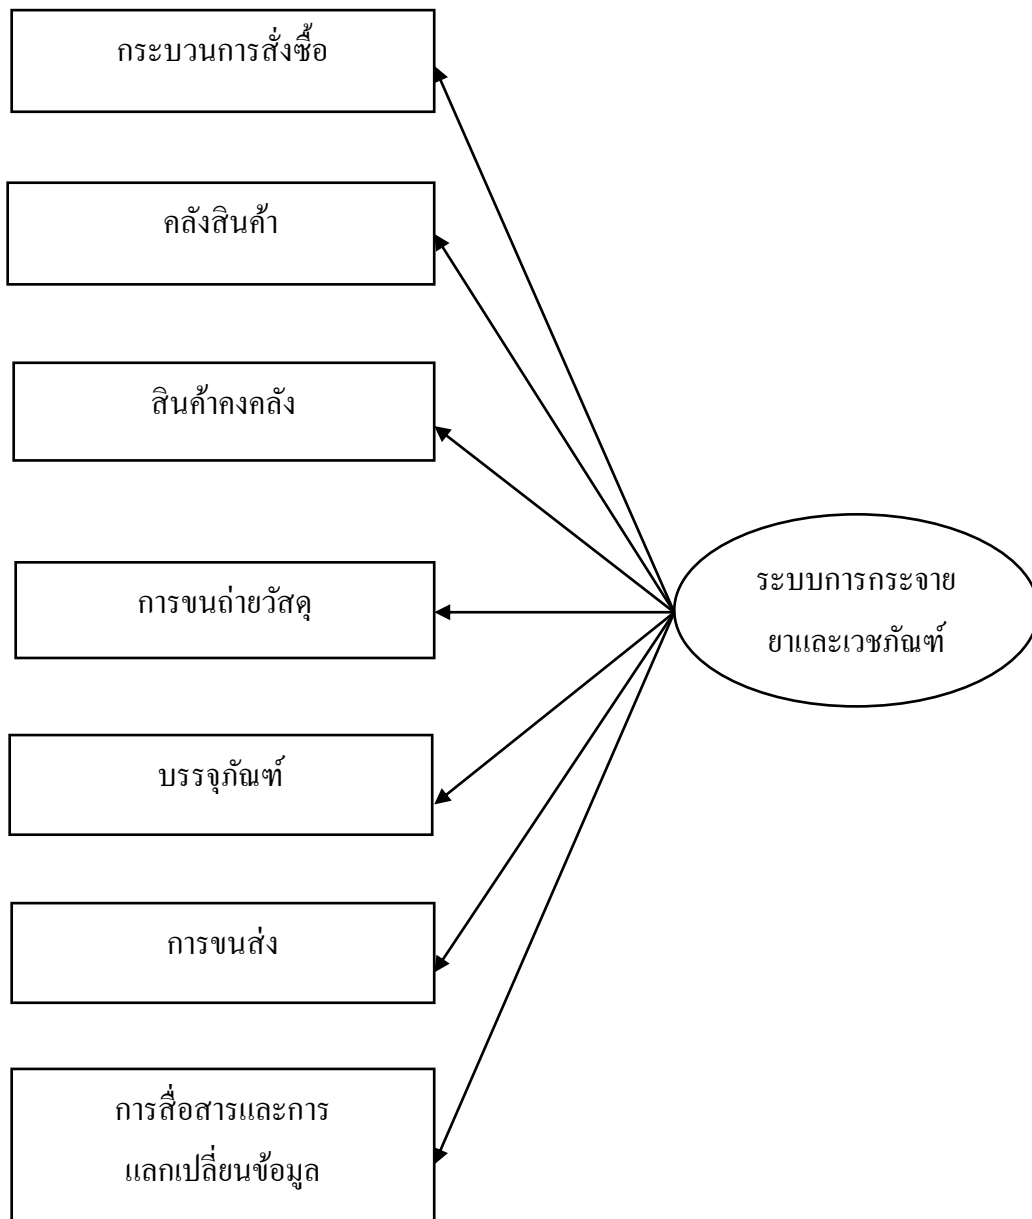 กระบวนการสั่งซื้อ
คลังสินค้า
สินค้าคงคลัง
การขนถ่ายวัสดุ
บรรจุภัณฑ์
การขนส่ง
การสื่อสารและการ
แลกเปลี่ยนข้อมูล
ระบบการกระจาย
ยาและเวชภัณฑ์